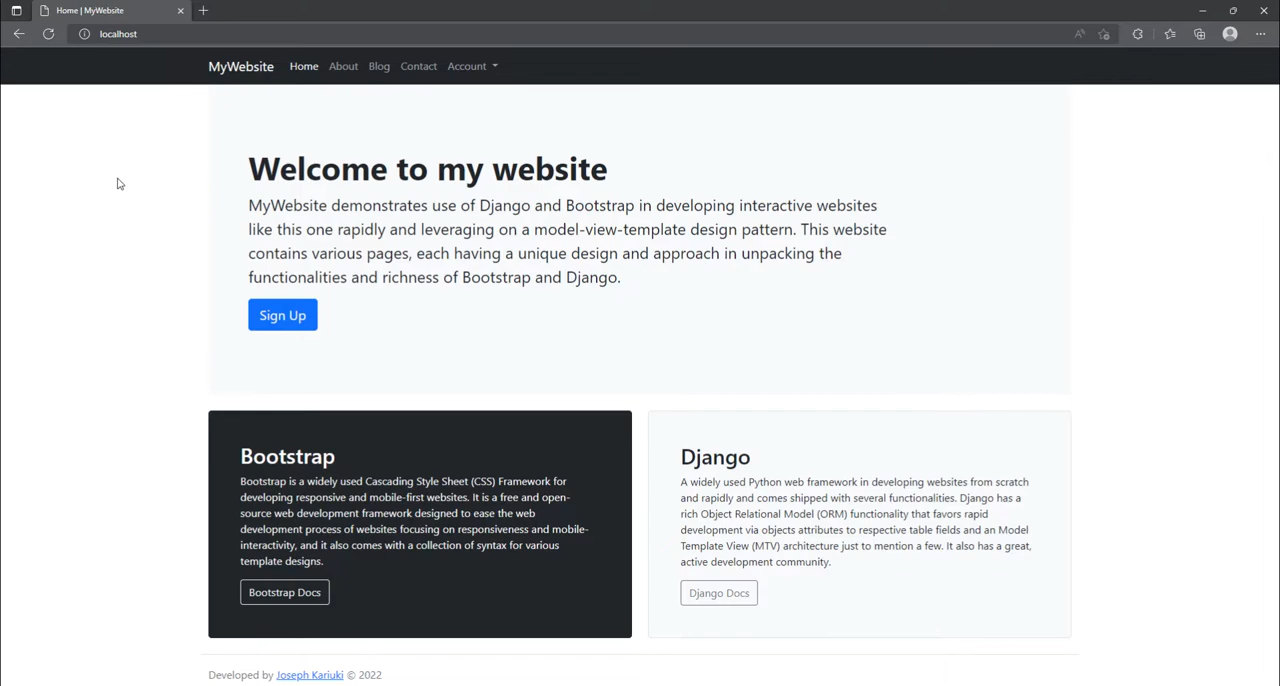 Home | MyWebsite
localhost
MyWebsite Home About Blog Contact Account
Welcome to my website
MyWebsite demonstrates use of Django and Bootstrap in developing interactive websites
like this one rapidly and leveraging on a model-view-template design pattern. This website
contains various pages, each having a unique design and approach in unpacking the
functionalities and richness of Bootstrap and Django.
Sign Up
Bootstrap
Bootstrap is a widely used Cascading Style Sheet (CSS) Framework for
developing responsive and mobile-first websites. It is a free and open-
source web development framework designed to ease the web
development process of websites focusing on responsiveness and mobile-
interactivity, and it also comes with a collection of syntax for various
template designs.
Bootstrap Docs
Django
A widely used Python web framework in developing websites from scratch
and rapidly and comes shipped with several functionalities. Django has a
rich Object Relational Model (ORM) functionality that favors rapid
development via objects attributes to respective table fields and an Model
Template View (MTV) architecture just to mention a few. It also has a great,
active development community.
Django Docs
Developed by Joseph Kariuki © 2022